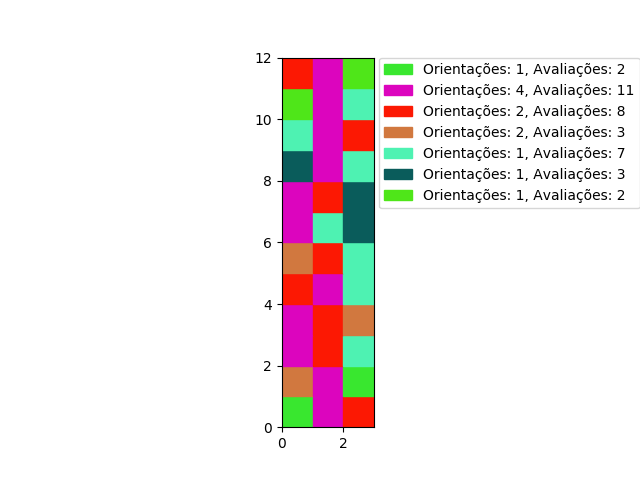 12
10
8
6
4
2
0
0 2
Orientações: 1, Avaliações: 2
Orientações: 4, Avaliações: 11
Orientações: 2, Avaliações: 8
Orientações: 2, Avaliações: 3
Orientações: 1, Avaliações: 7
Orientações: 1, Avaliações: 3
Orientações: 1, Avaliações: 2